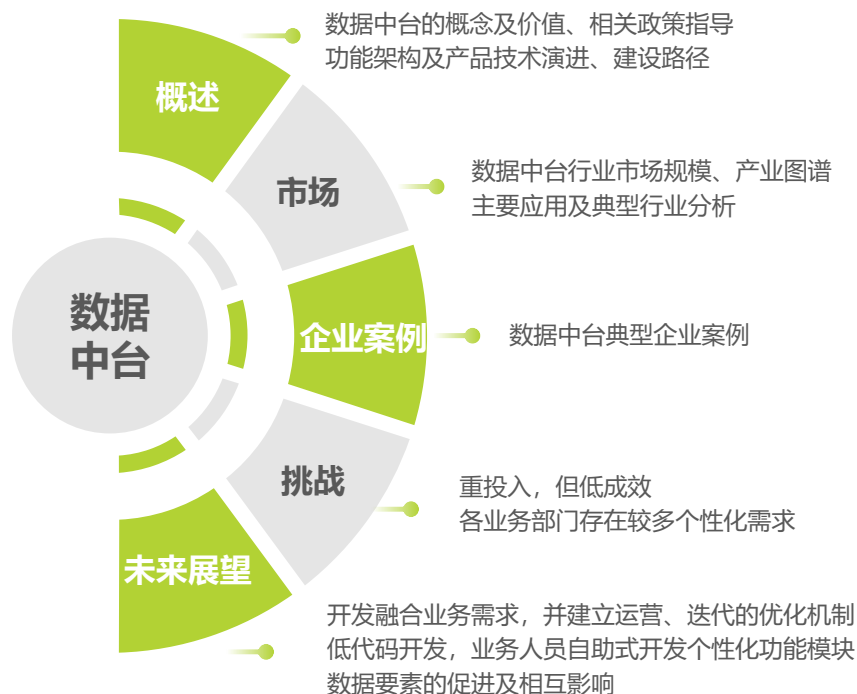 数据中台的概念及价值、相关政策指导
功能架构及产品技术演进、建设路径
概述
市场
数据中台行业市场规模、产业图谱
主要应用及典型行业分析
数据
中台
企业案例
数据中台典型企业案例
挑战
重投入，但低成效
各业务部门存在较多个性化需求
未来展望
开发融合业务需求，并建立运营、迭代的优化机制
低代码开发，业务人员自助式开发个性化功能模块
数据要素的促进及相互影响